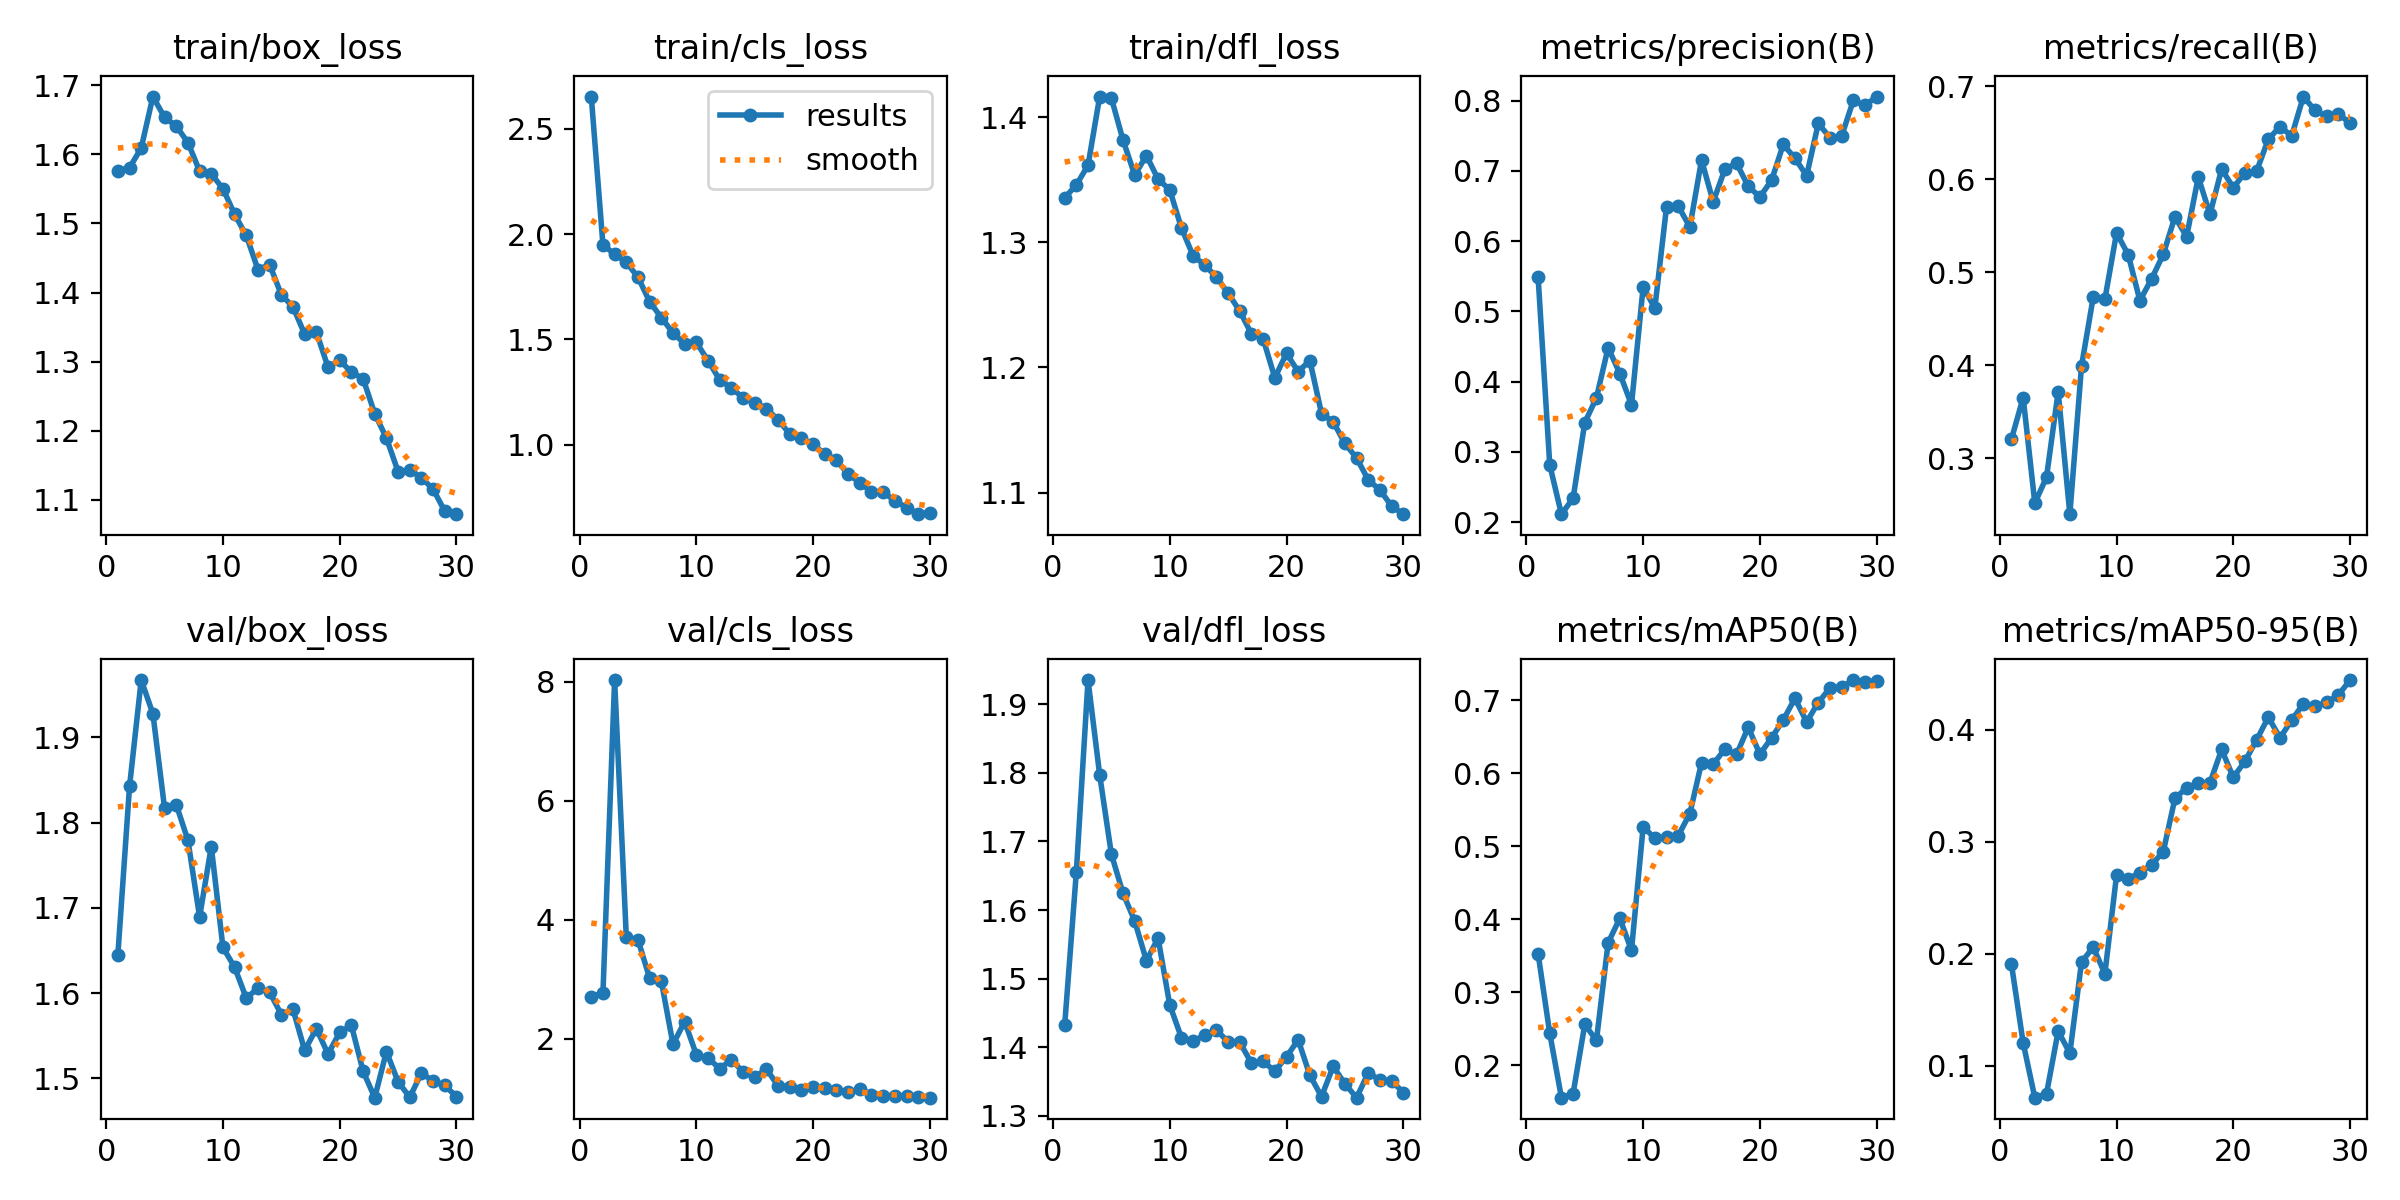 train/box_loss
train/cls_loss
train/dfl_loss
metrics/precision(B)
metrics/recall(B)
1.7
1.6
1.5
1.4
1.3
1.2
1.1
0 10 20 30
2.5
2.0
1.5
1.0
results
smooth
0 10 20 30
1.4
1.3
1.2
1.1
0 10 20 30
0.8
0.7
0.6
0.5
0.4
0.3
0.2
0 10 20 30
0.7
0.6
0.5
0.4
0.3
0 10 20 30
val/box_loss
val/cls_loss
val/dfl_loss
metrics/mAP50(B)
metrics/mAP50-95(B)
1.9
1.8
1.7
1.6
1.5
0 10 20 30
8
6
4
2
0 10 20 30
1.9
1.8
1.7
1.6
1.5
1.4
1.3
0 10 20 30
0.7
0.6
0.5
0.4
0.3
0.2
0 10 20 30
0.4
0.3
0.2
0.1
0 10 20 30